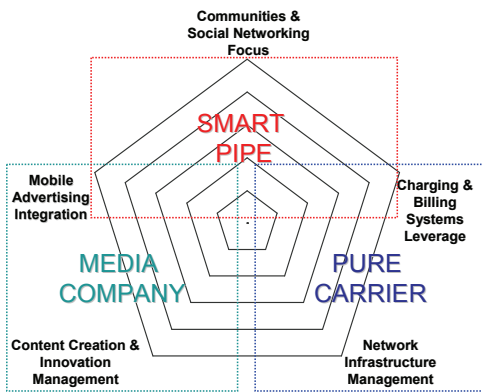 Communities &
Social Networking
Focus
SMART
PIPE
Mobile
Advertising
Integration
Charging &
Billing
Systems
Leverage
MEDIA
COMPANY
PURE
CARRIER
Content Creation &
Innovation
Management
Network
Infrastructure
Management